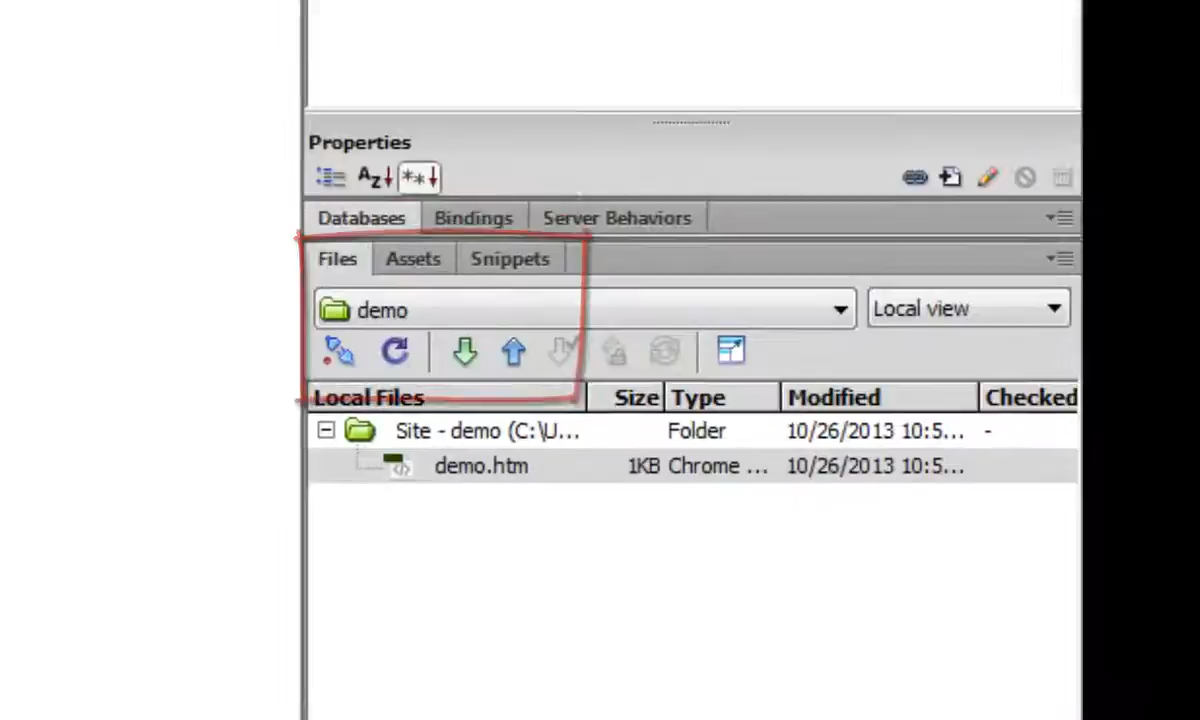 Properties
AZ **
Databases Bindings Server Behaviors
Files Assets Snippets
demo Local view
Local Files Size Type Modified Checked
Site - demo (C:\U... Folder 10/26/2013 10:5... -
demo.htm 1KB Chrome ... 10/26/2013 10:5...